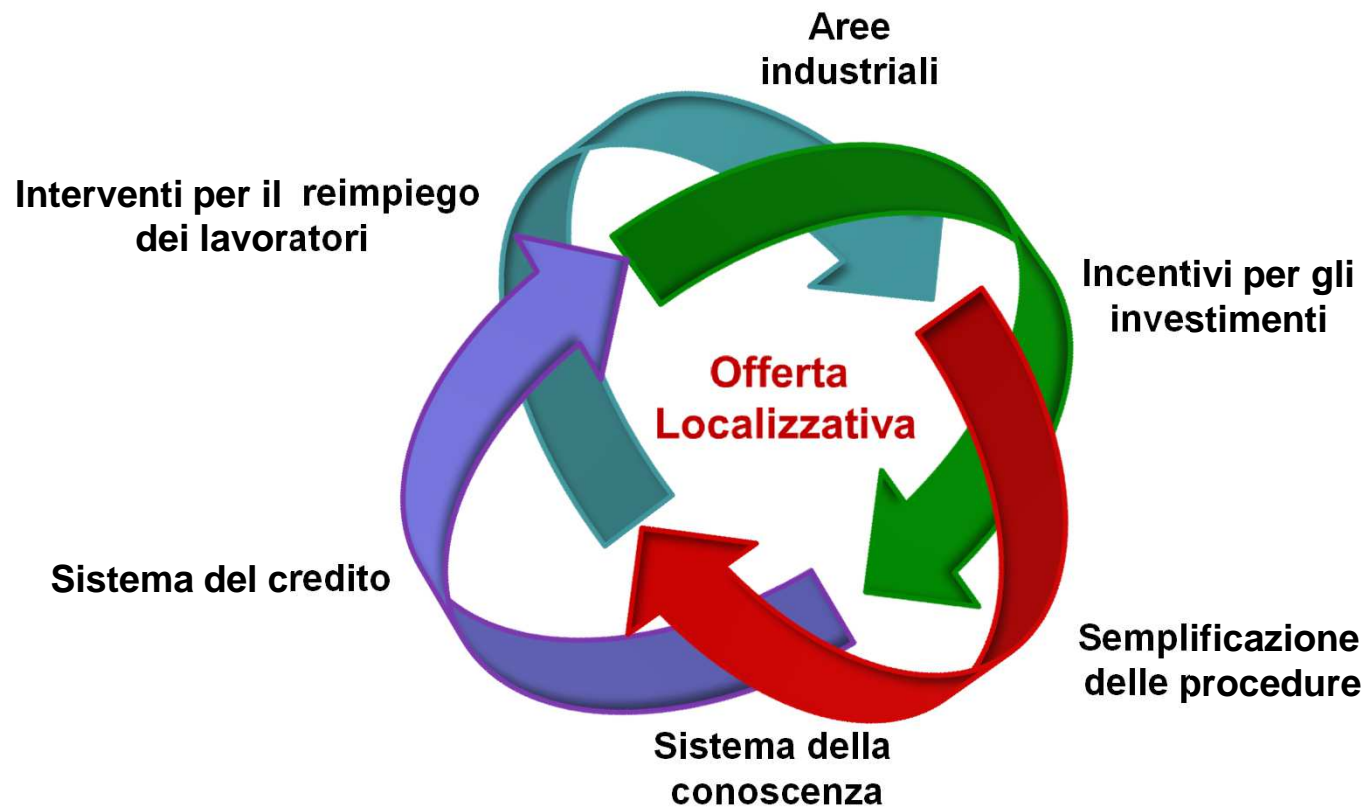 Aree
industriali
Interventi per il reimpiego
dei lavoratori
Incentivi per gli
investimenti
Offerta
Localizzativa
Sistema del credito
Semplificazione
delle procedure
Sistema della
conoscenza